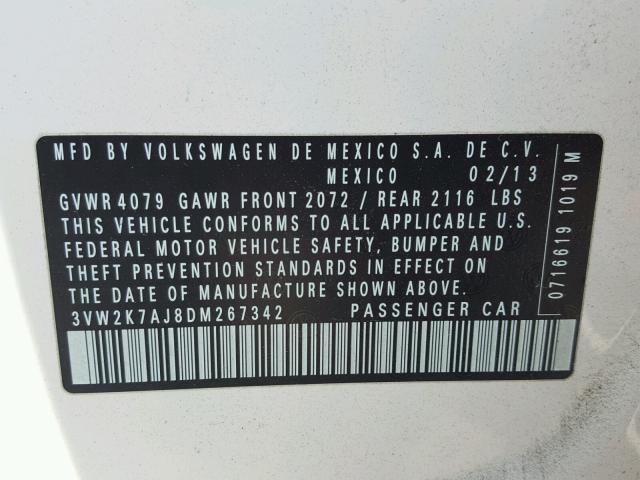 MFD BY VOLKSWAGEN DE MEXICO S.A. DE C.V.
MEXICO 02/13
GVWR 4079 GAWR FRONT 2072 / REAR 2116 LBS
THIS VEHICLE CONFORMS TO ALL APPLICABLE U.S.
FEDERAL MOTOR VEHICLE SAFETY, BUMPER AND
THEFT PREVENTION STANDARDS IN EFFECT ON
THE DATE OF MANUFACTURE SHOWN ABOVE.
3VW2K7AJ8DM267342 PASSENGER CAR
0716619 1019 M